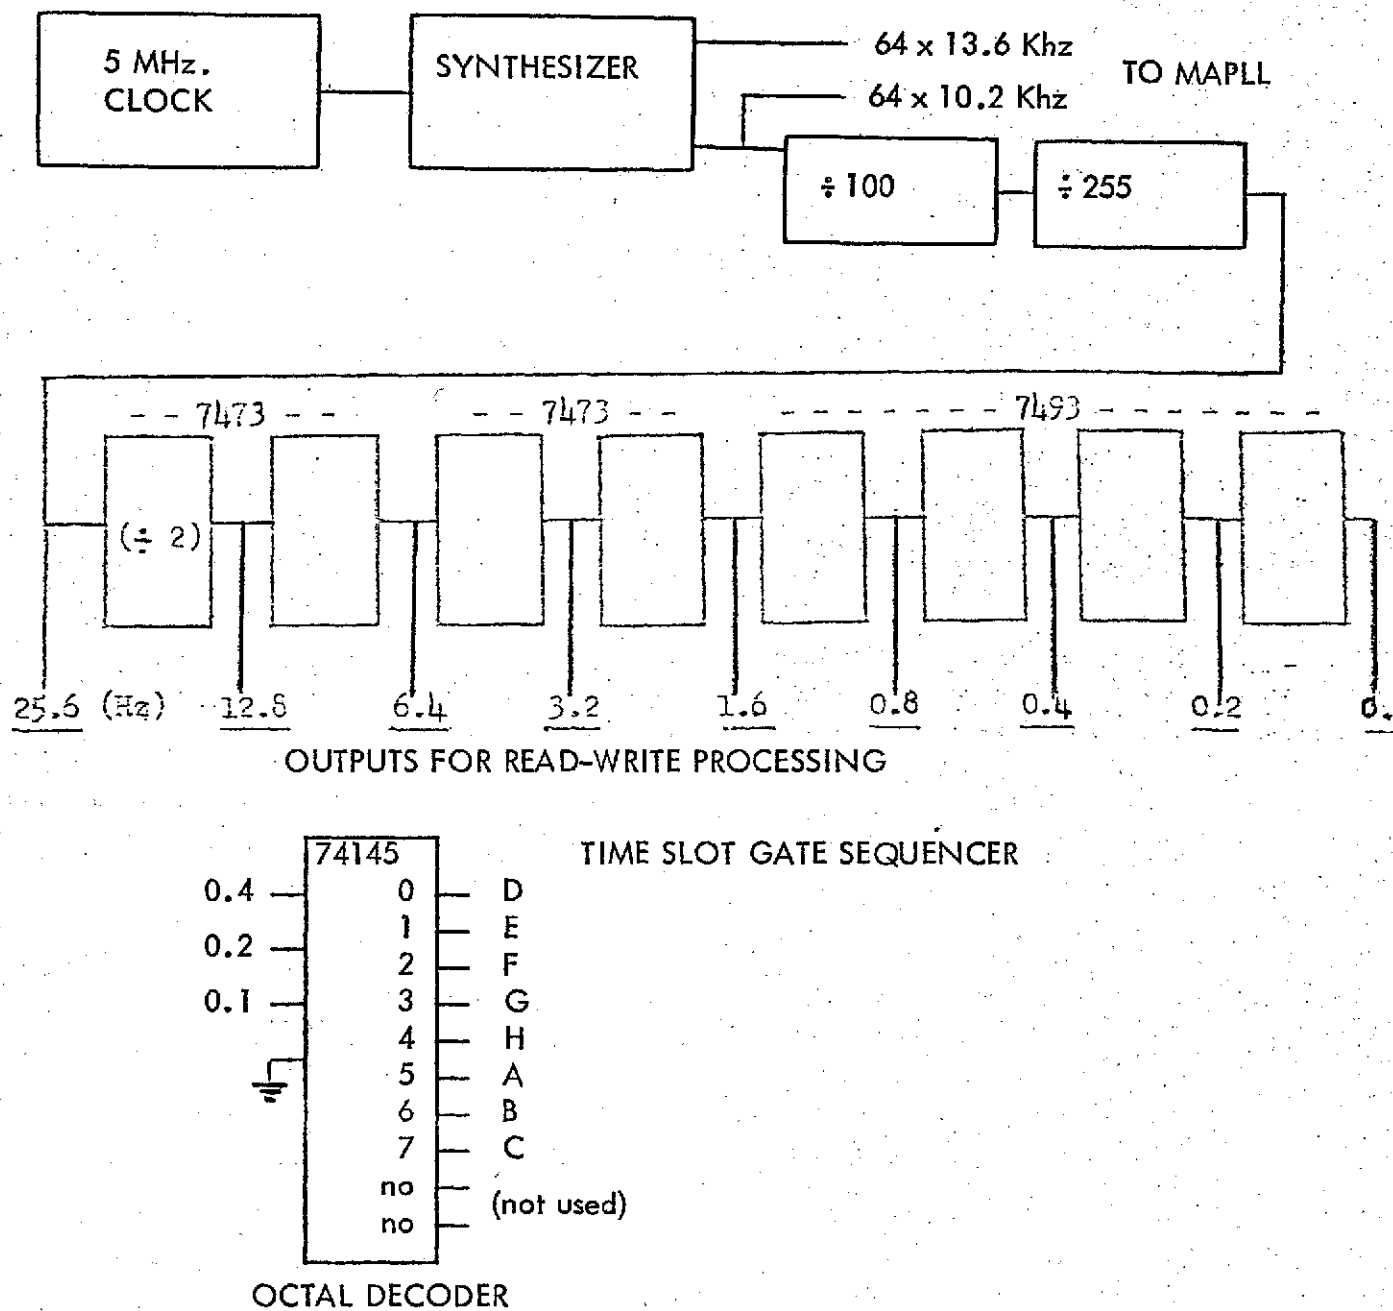 5 MHz.
CLOCK
SYNTHESIZER
64 x 13.6 Khz
64 x 10.2 Khz
TO MAPLL
÷ 100
÷ 255
- - 7473 - -
- - 7473 - -
- - - - - - - 7493 - - - - - - -
(÷ 2)
25.6 (Hz) 12.8 6.4 3.2 1.6 0.8 0.4 0.2 0.
OUTPUTS FOR READ-WRITE PROCESSING
74145
TIME SLOT GATE SEQUENCER
0.4 0 D
1 E
0.2 2 F
0.1 3 G
4 H
5 A
6 B
7 C
no
(not used)
no
OCTAL DECODER